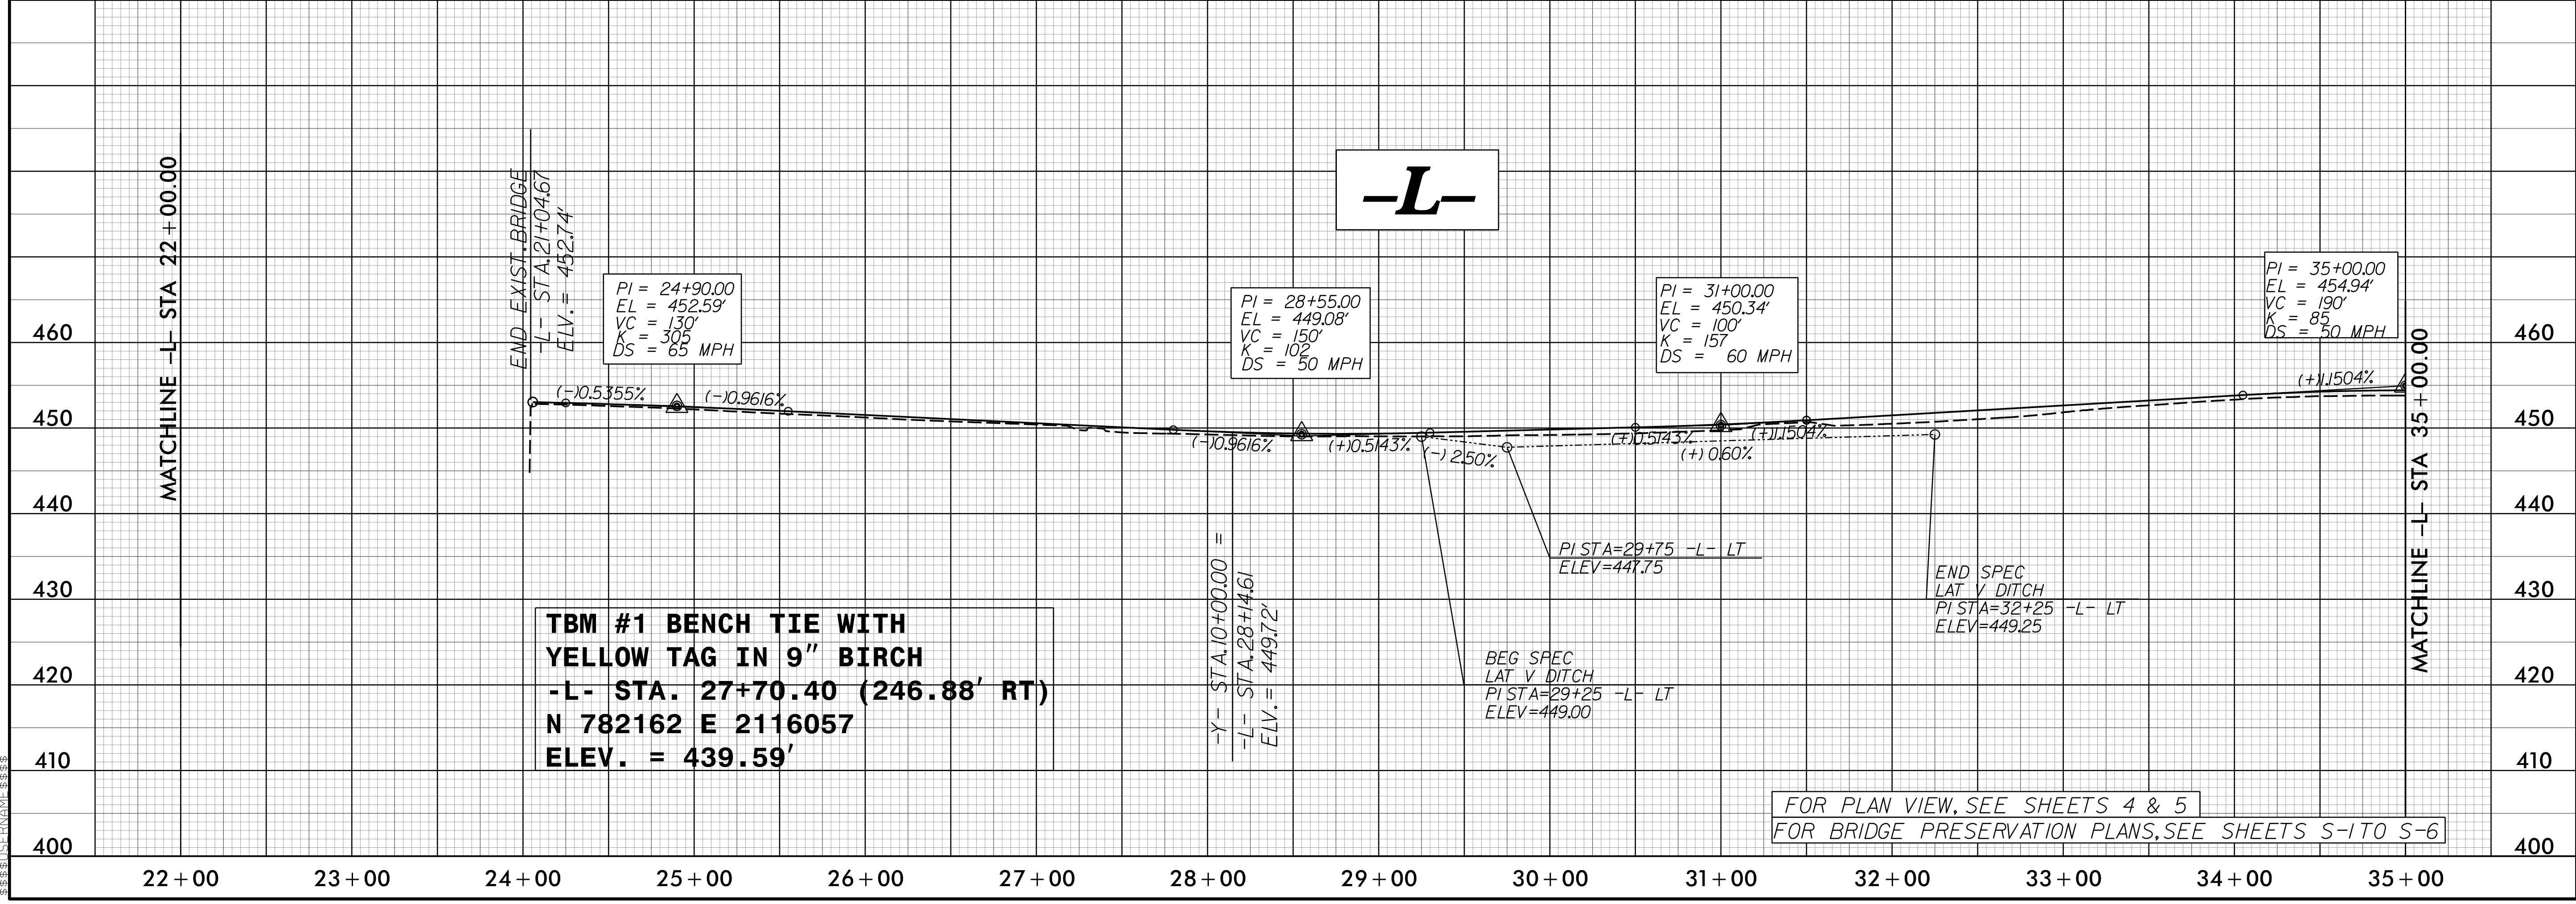 –L–
MATCHLINE –L– STA 22+00.00
END EXIST. BRIDGE
-L- STA. 21+04.67
ELV. = 452.74'
PI = 24+90.00
EL = 452.59'
VC = 130'
K = 305
DS = 65 MPH
PI = 28+55.00
EL = 449.08'
VC = 150'
K = 102
DS = 50 MPH
PI = 31+00.00
EL = 450.34'
VC = 100'
K = 157
DS = 60 MPH
PI = 35+00.00
EL = 454.94'
VC = 190'
K = 85
DS = 50 MPH
MATCHLINE –L– STA 35+00.00
(-)0.5355%
(-)0.9616%
(-)0.9616%
(+)0.5143%
(-)2.50%
(+)0.5143%
(+)0.60%
(+)1.1504%
(+)1.1504%
460
450
440
430
420
410
400
460
450
440
430
420
410
400
-Y- STA. 10+00.00 =
-L- STA. 28+14.61
ELV. = 449.72'
PI STA=29+75 -L- LT
ELEV=447.75
END SPEC
LAT V DITCH
PI STA=32+25 -L- LT
ELEV=449.25
BEG SPEC
LAT V DITCH
PI STA=29+25 -L- LT
ELEV=449.00
TBM #1 BENCH TIE WITH
YELLOW TAG IN 9" BIRCH
-L- STA. 27+70.40 (246.88' RT)
N 782162 E 2116057
ELEV. = 439.59'
FOR PLAN VIEW, SEE SHEETS 4 & 5
FOR BRIDGE PRESERVATION PLANS, SEE SHEETS S-1 TO S-6
22+00 23+00 24+00 25+00 26+00 27+00 28+00 29+00 30+00 31+00 32+00 33+00 34+00 35+00
$$$$USERNAME$$$$